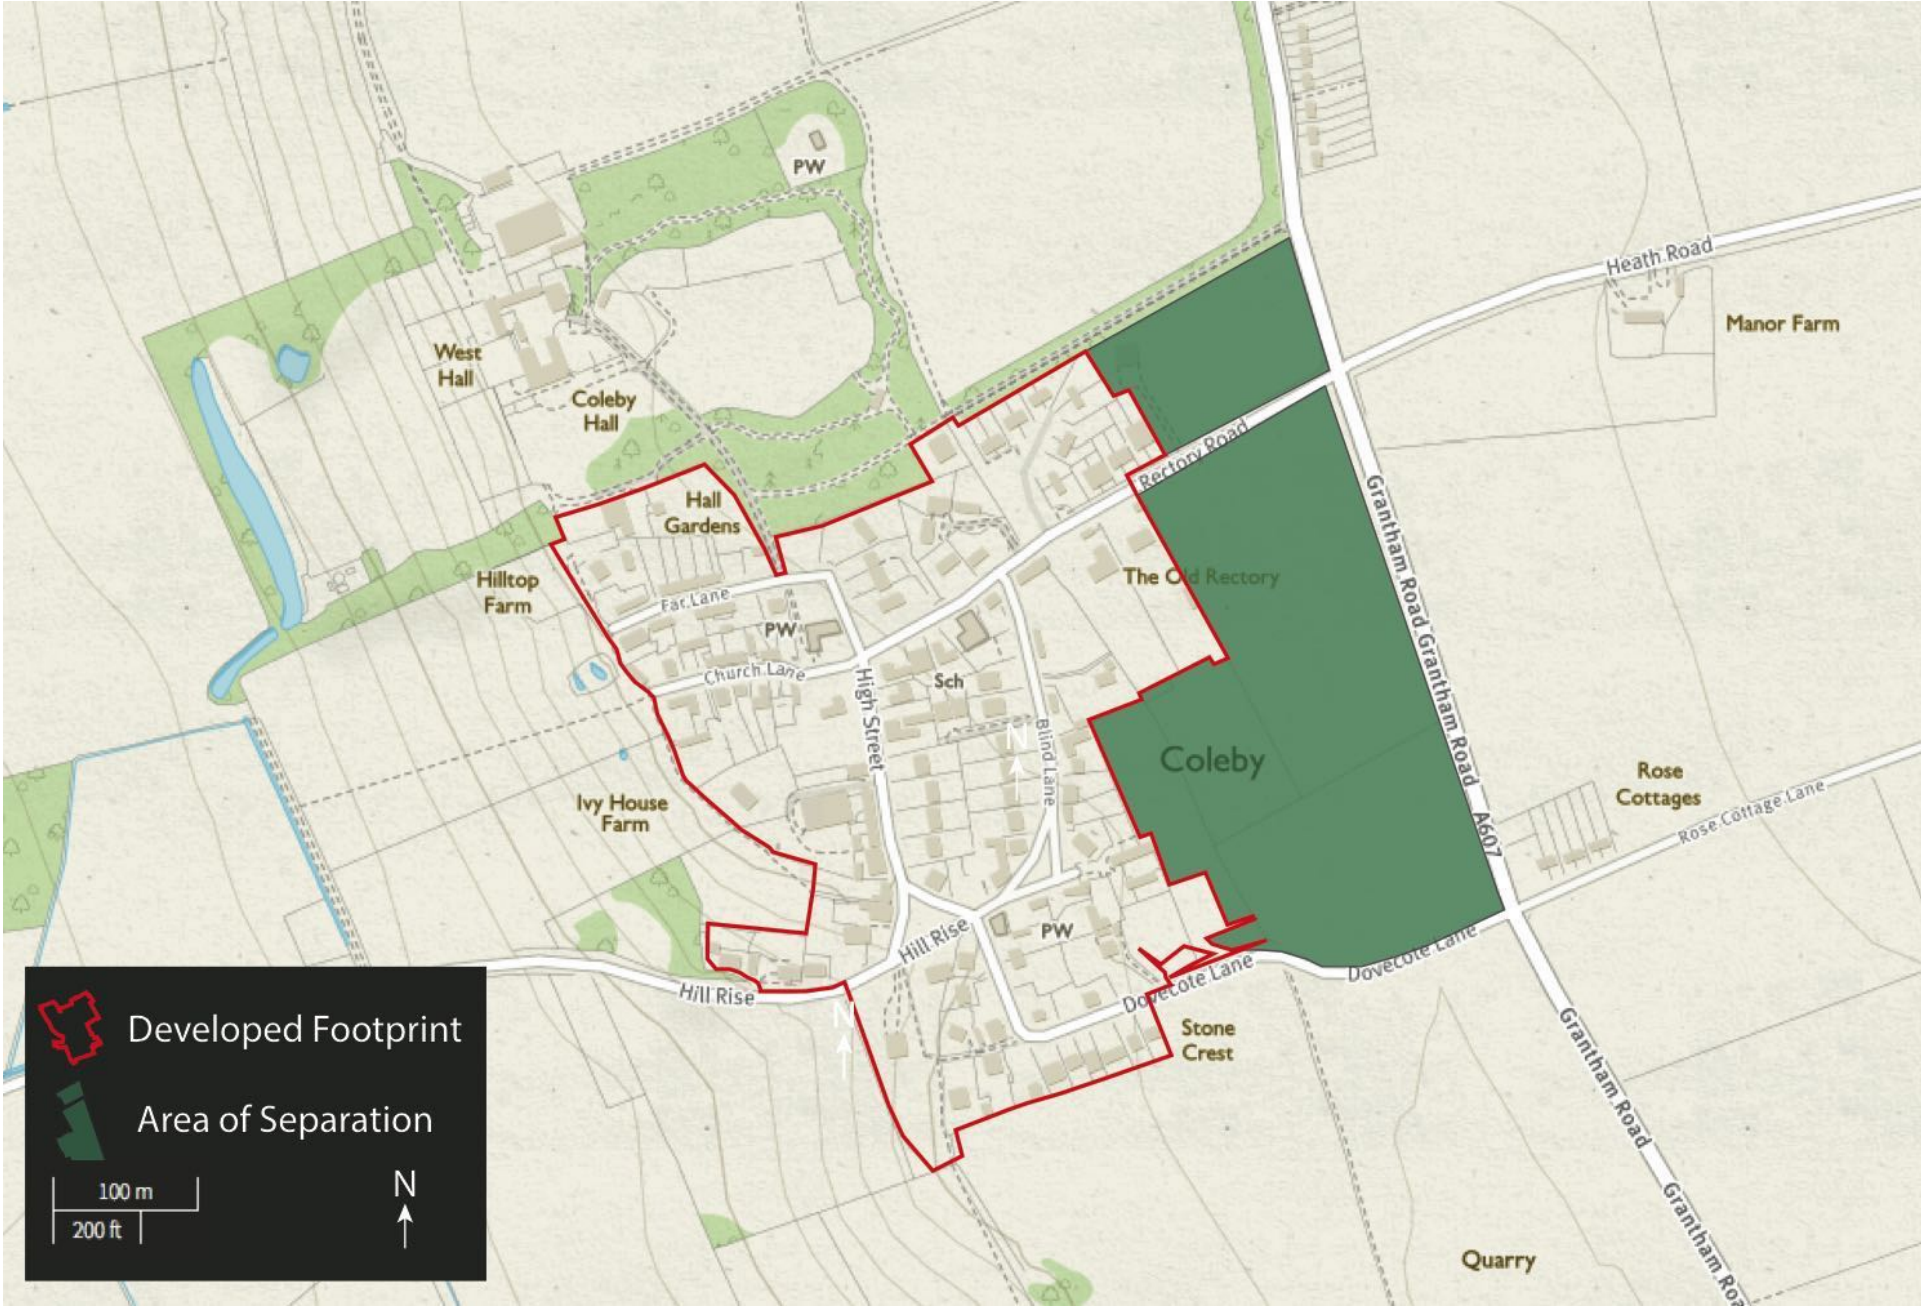 PW
Heath Road
Manor Farm
West
Hall
Coleby
Hall
Rectory Road
Hall
Gardens
Grantham Road
Grantham Road
The Old Rectory
Hilltop
Farm
Far Lane
PW
Church Lane
High Street
Sch
Blind Lane
N
Coleby
Rose
Cottages
Rose Cottage Lane
A607
Ivy House
Farm
Hill Rise
PW
Dovecote Lane
Dovecote Lane
Hill Rise
N
Stone
Crest
Grantham Road
Grantham Roa
Quarry
Developed Footprint
Area of Separation
100 m
200 ft
N